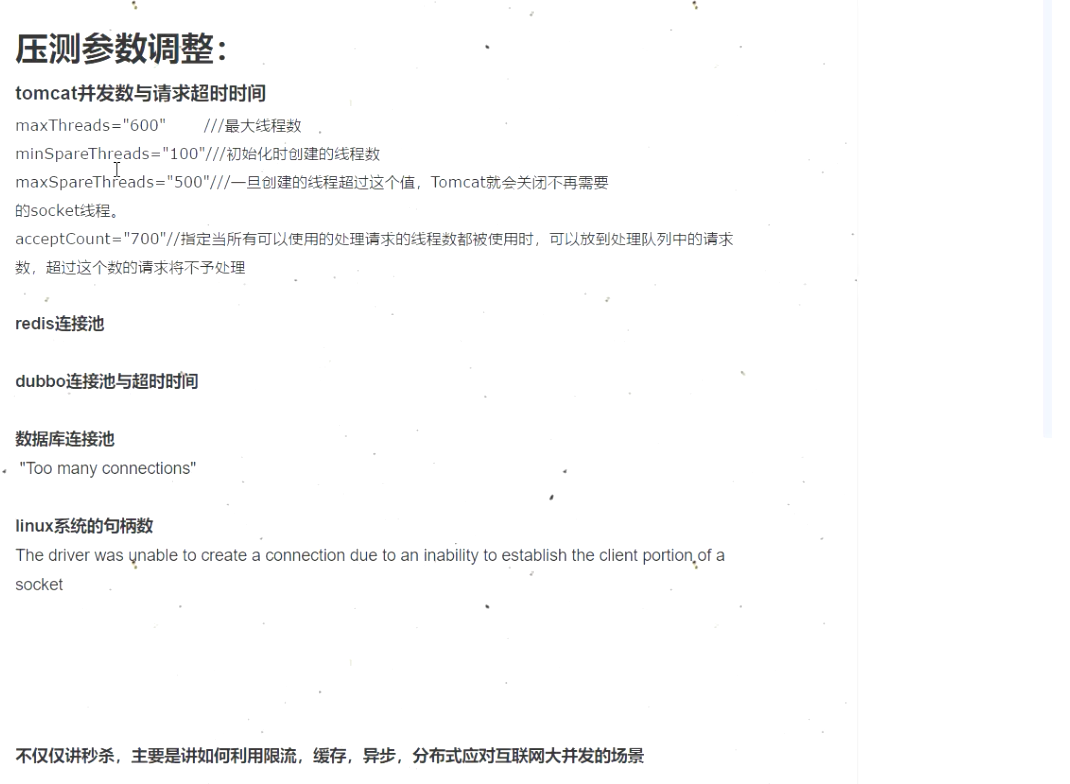 压测参数调整：
tomcat并发数与请求超时时间
maxThreads="600" ///最大线程数
minSpareThreads="100"///初始化时创建的线程数
maxSpareThreads="500"///一旦创建的线程超过这个值，Tomcat就会关闭不再需要
的socket线程。
acceptCount="700"//指定当所有可以使用的处理请求的线程数都被使用时，可以放到处理队列中的请求
数，超过这个数的请求将不予处理
redis连接池
dubbo连接池与超时时间
数据库连接池
"Too many connections"
linux系统的句柄数
The driver was unable to create a connection due to an inability to establish the client portion of a
socket
不仅仅讲秒杀，主要是讲如何利用限流，缓存，异步，分布式应对互联网大并发的场景